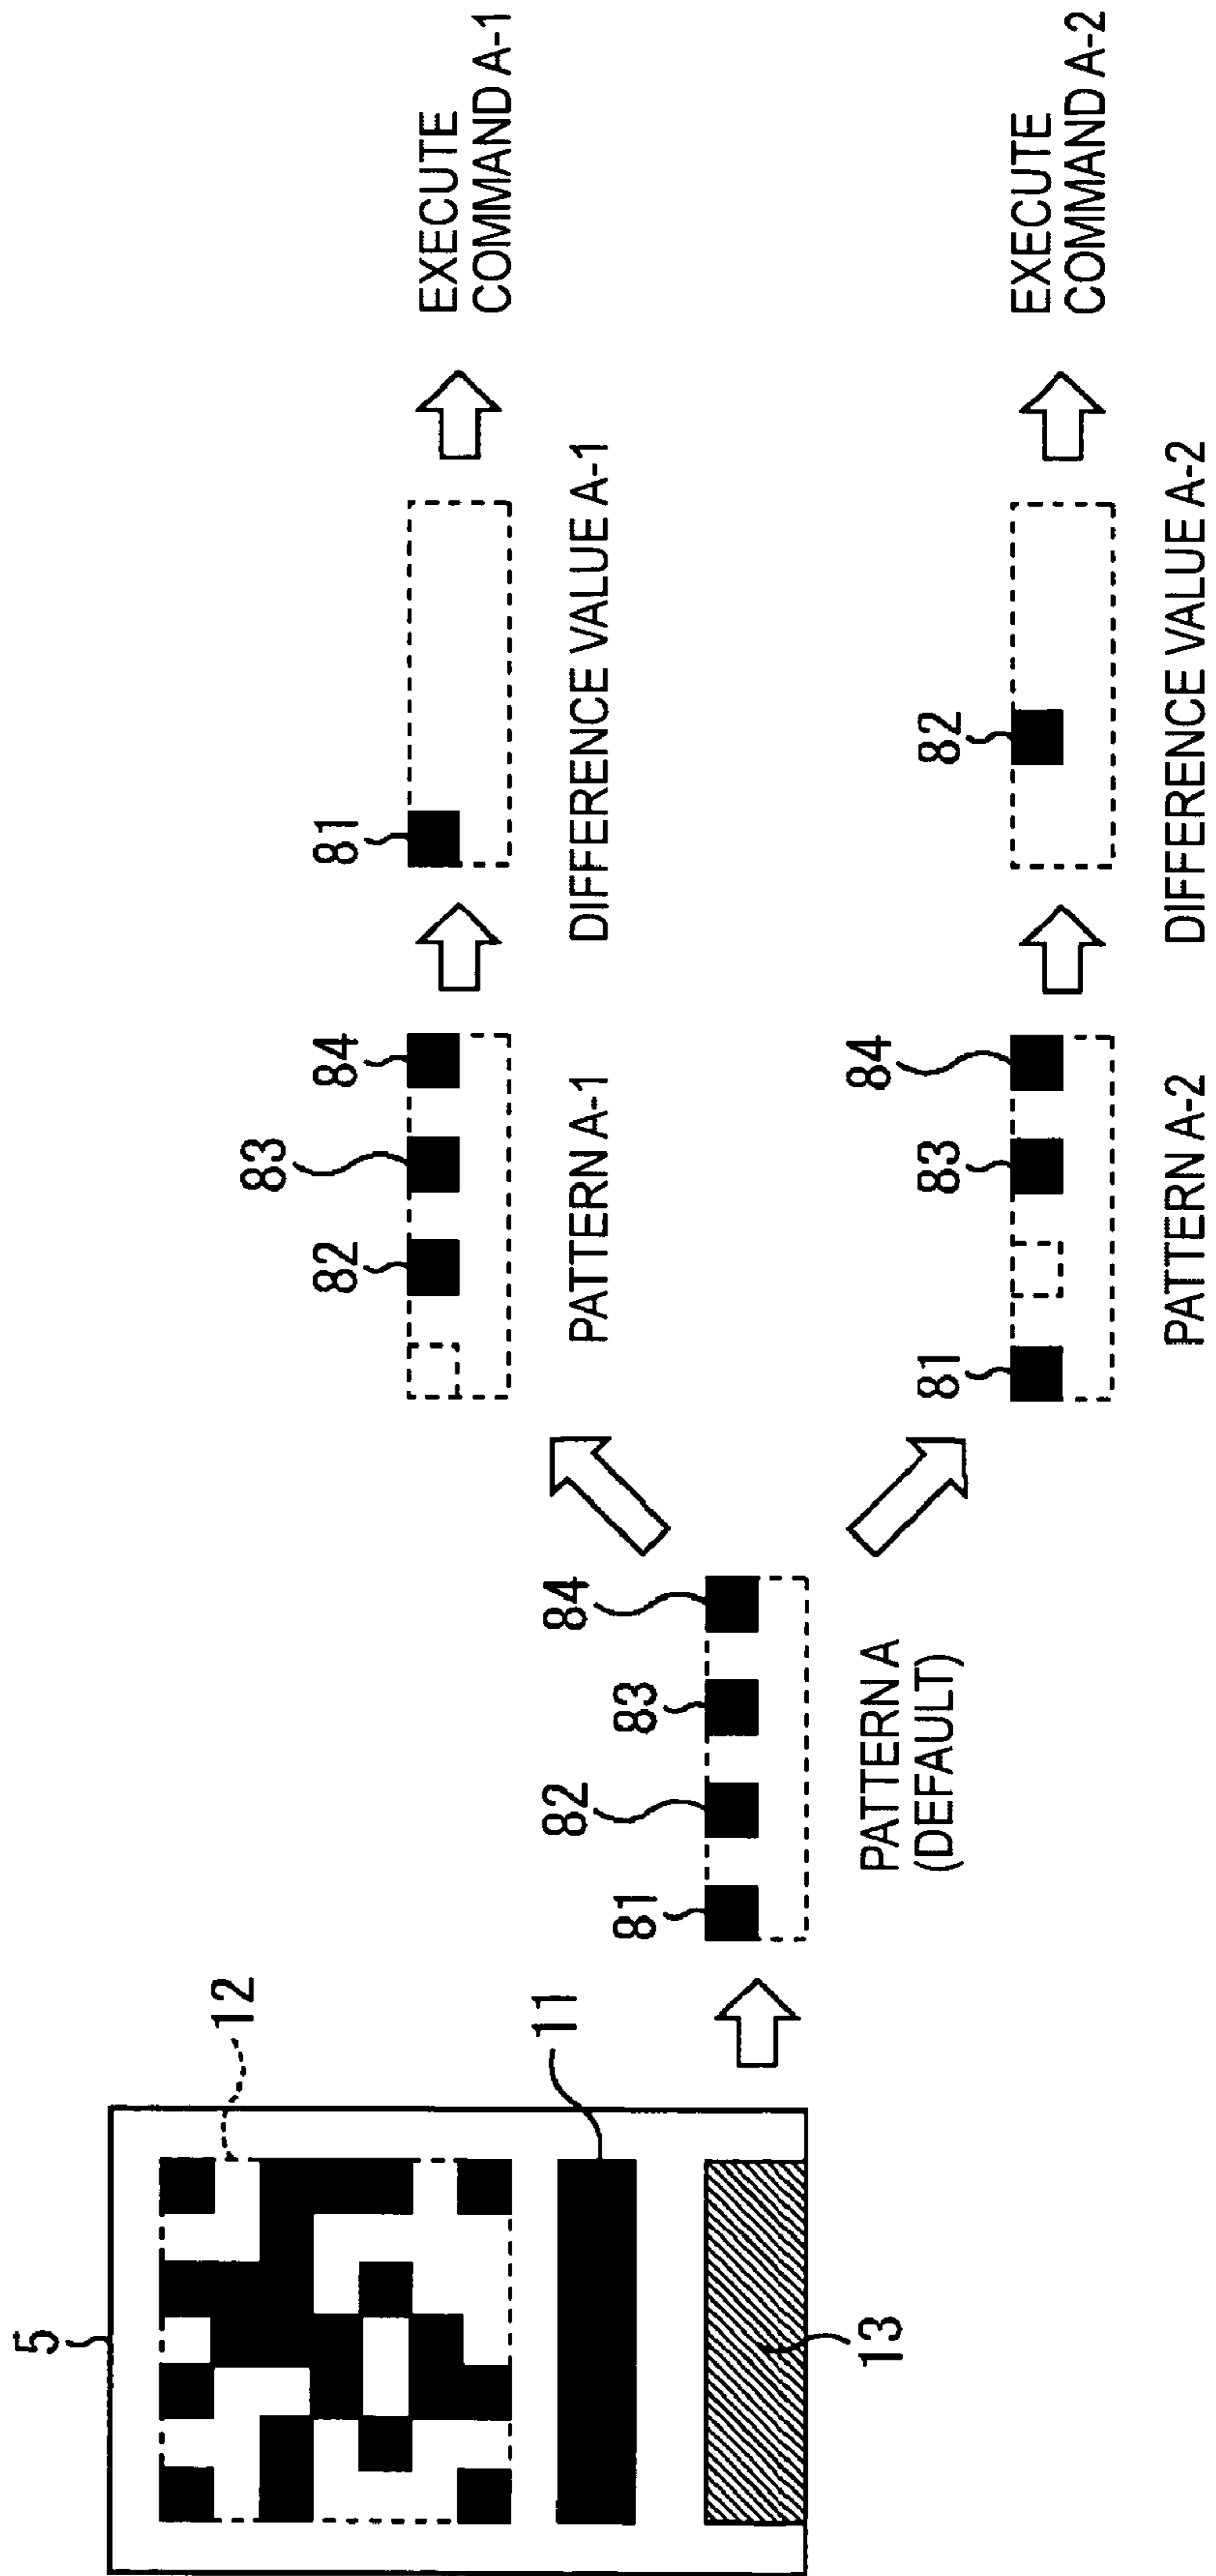 5
12
11
13
81
82
83
84
PATTERN A
(DEFAULT)
82
83
84
PATTERN A-1
81
DIFFERENCE VALUE A-1
EXECUTE
COMMAND A-1
81
83
84
PATTERN A-2
82
DIFFERENCE VALUE A-2
EXECUTE
COMMAND A-2